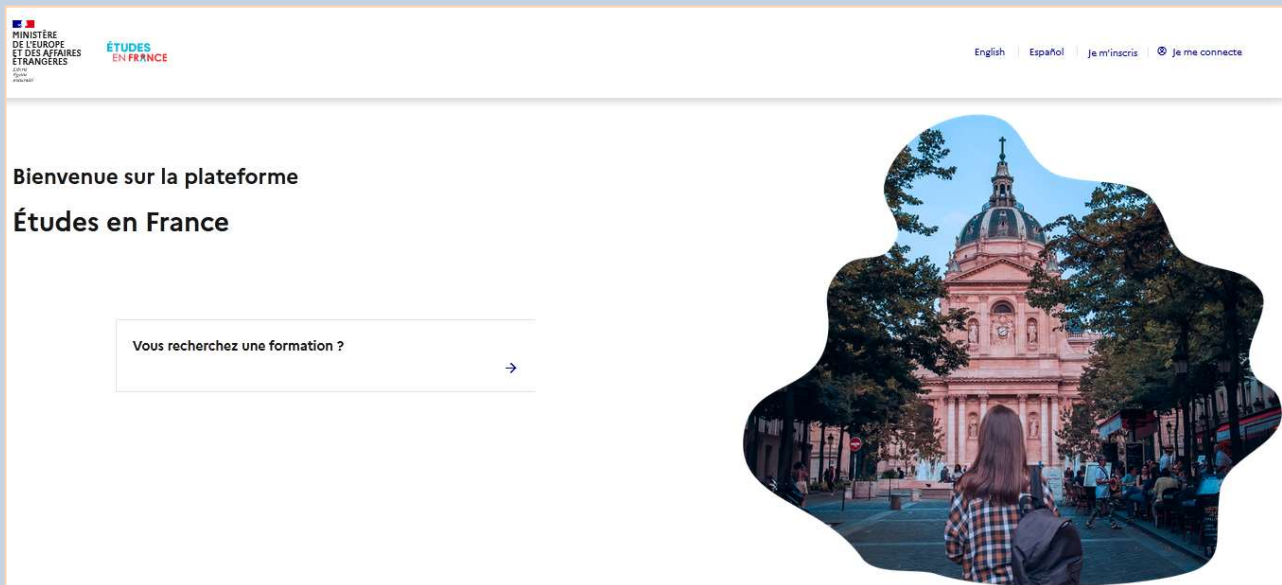 MINISTÈRE
DE L'EUROPE
ET DES AFFAIRES
ÉTRANGÈRES
ÉTUDES
EN FRANCE
English
Español
Je m'inscris
Je me connecte
Bienvenue sur la plateforme
Études en France
Vous recherchez une formation ?